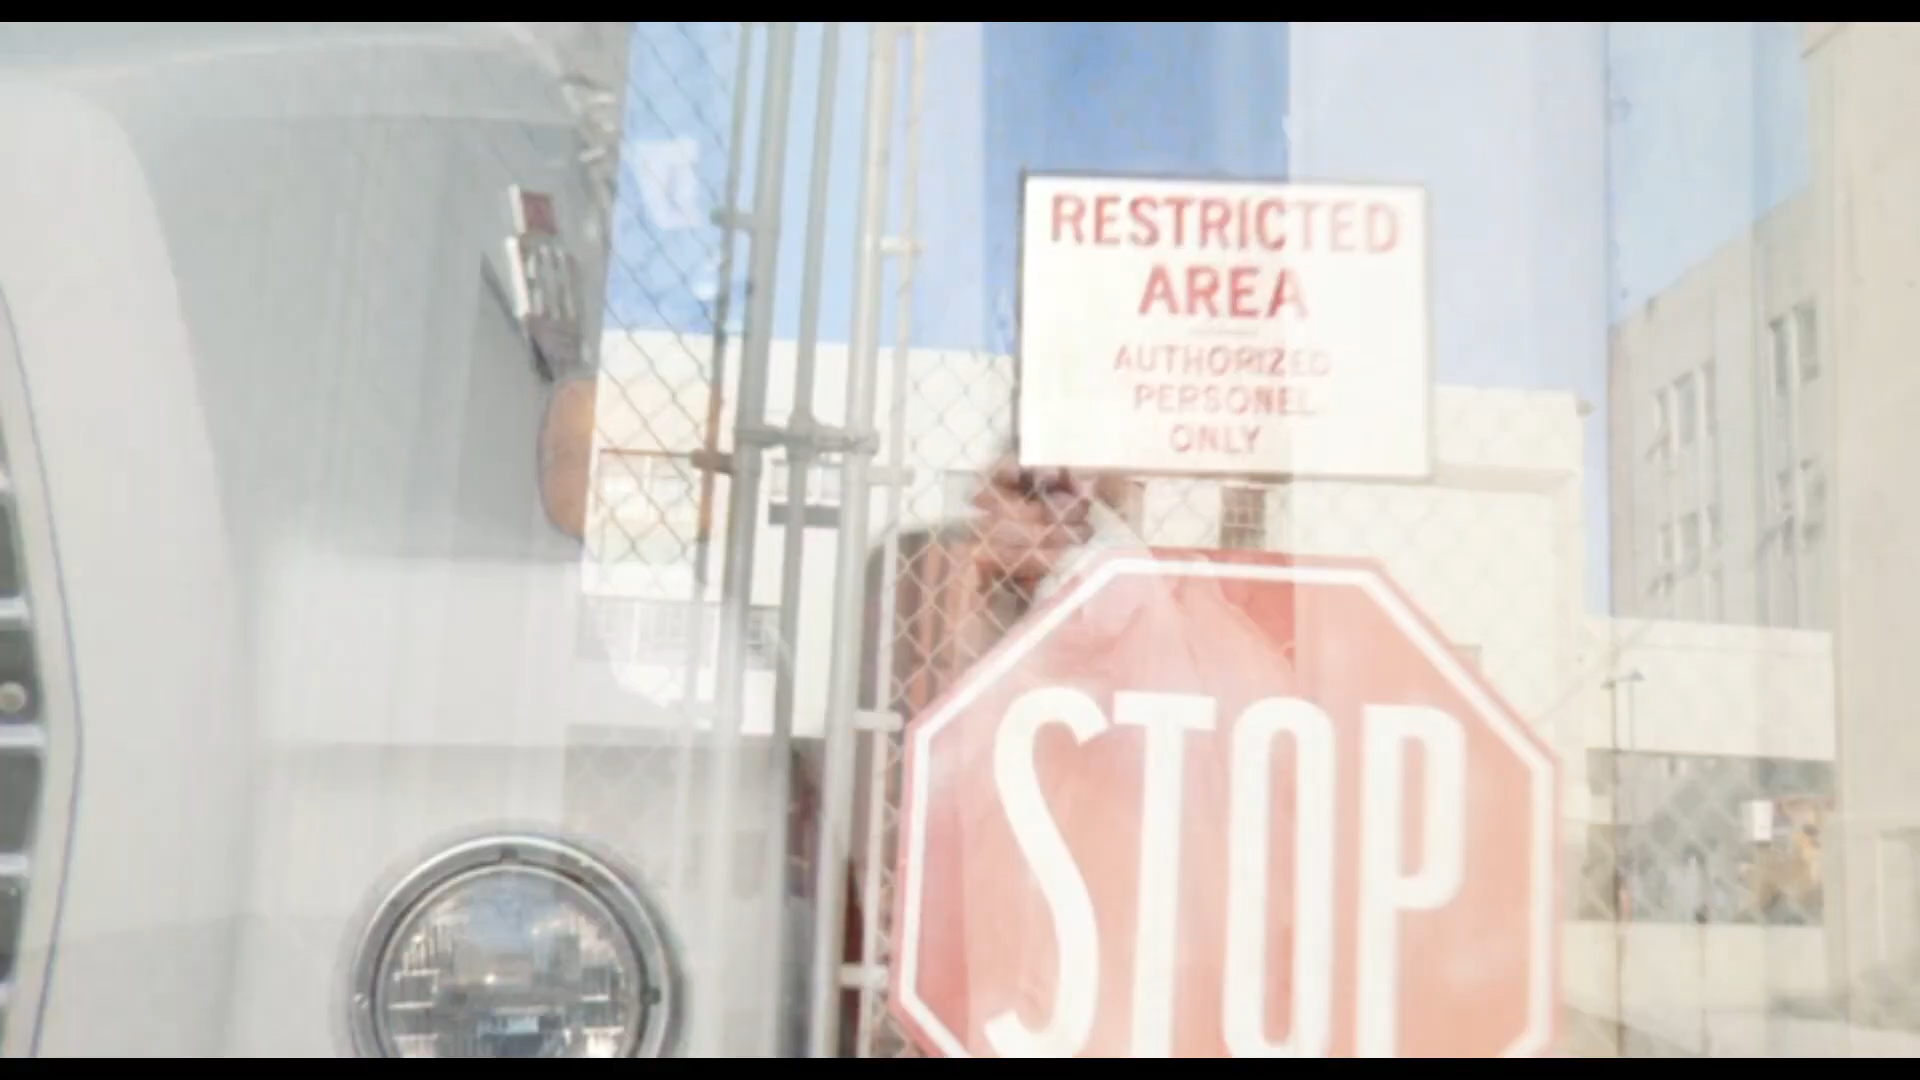 RESTRICTED
AREA
AUTHORIZED
PERSONEL
ONLY
STOP